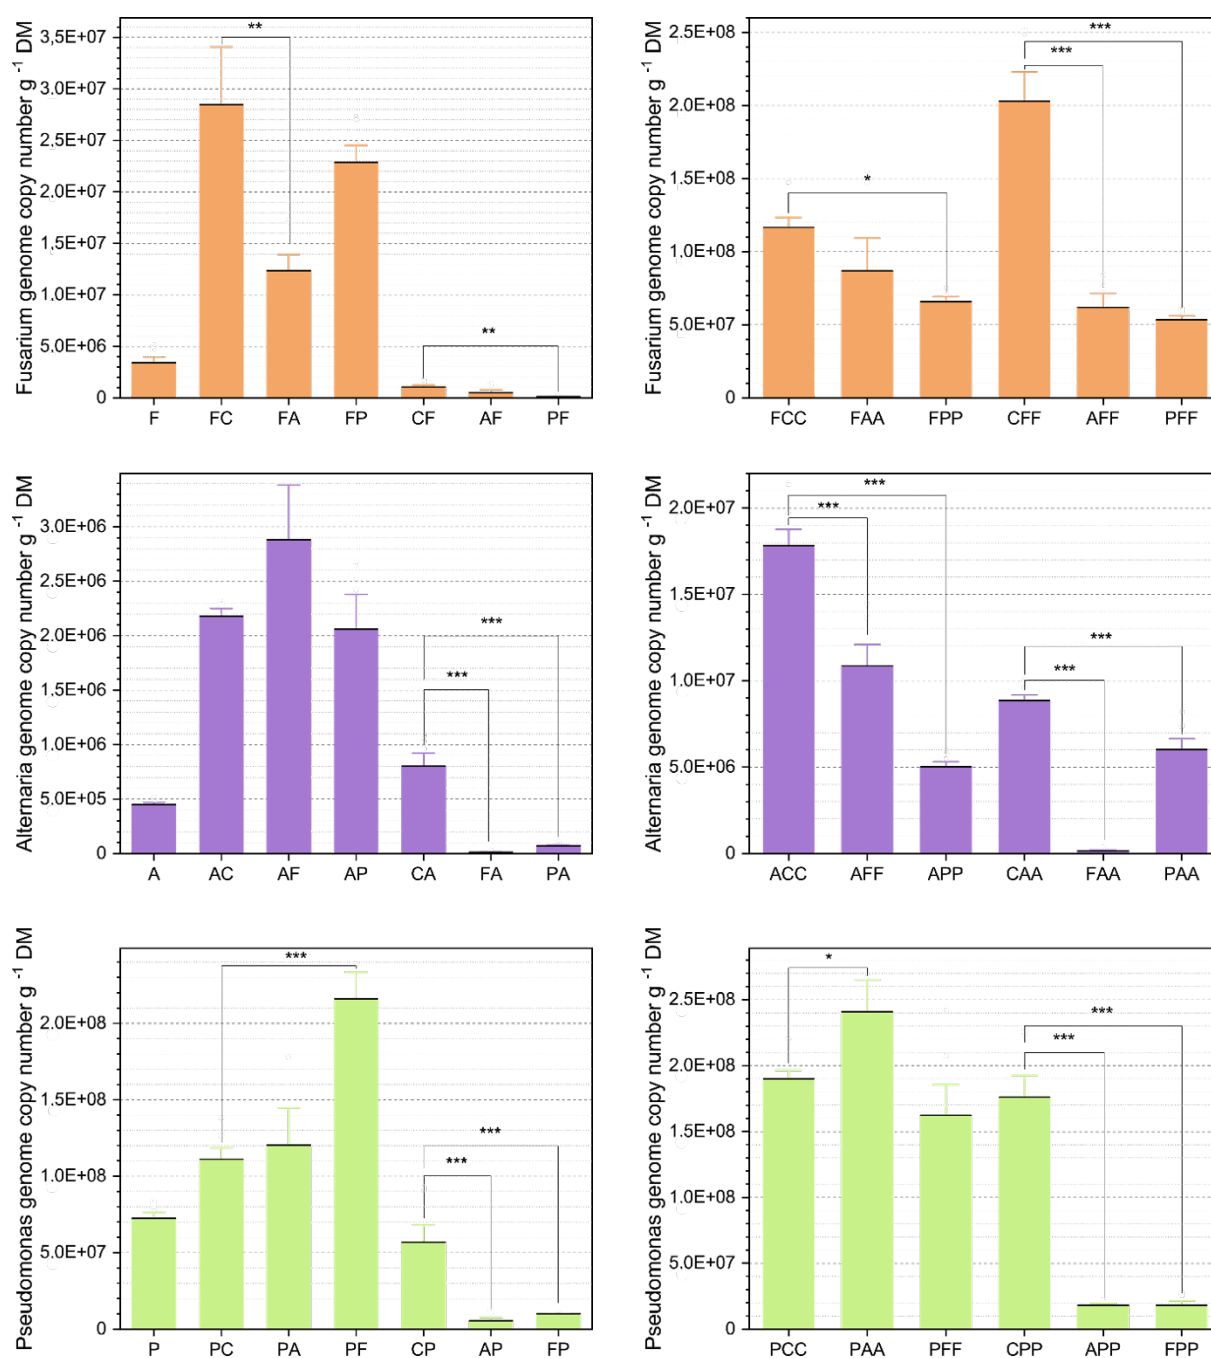 Fusarium genome copy number g -1 DM
3,5E+07
3.0E+07
2,5E+07
2.0E+07
1.5E+07
1.0E+07
5.0E+06
0
**
**
F FC FA FP CF AF PF
Fusarium genome copy number g -1 DM
2.5E+08
2.0E+08
1.5E+08
1.0E+08
5.0E+07
0
***
***
*
FCC FAA FPP CFF AFF PFF
Alternaria genome copy number g -1 DM
3.0E+06
2.5E+06
2.0E+06
1.5E+06
1.0E+06
5.0E+05
0
***
***
A AC AF AP CA FA PA
Alternaria genome copy number g -1 DM
2.0E+07
1.5E+07
1.0E+07
5.0E+06
0
***
***
***
***
ACC AFF APP CAA FAA PAA
Pseudomonas genome copy number g -1 DM
2.0E+08
1.5E+08
1.0E+08
5.0E+07
0
***
***
***
P PC PA PF CP AP FP
Pseudomonas genome copy number g -1 DM
2.5E+08
2.0E+08
1.5E+08
1.0E+08
5.0E+07
0
*
***
***
PCC PAA PFF CPP APP FPP